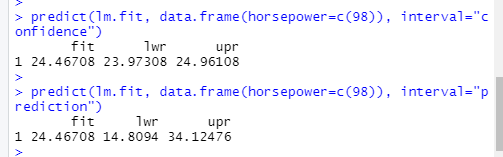 >
> predict(lm.fit, data.frame(horsepower=c(98)), interval="c
onfidence")
       fit      lwr      upr
1 24.46708 23.97308 24.96108
>
> predict(lm.fit, data.frame(horsepower=c(98)), interval="p
rediction")
       fit     lwr      upr
1 24.46708 14.8094 34.12476
>